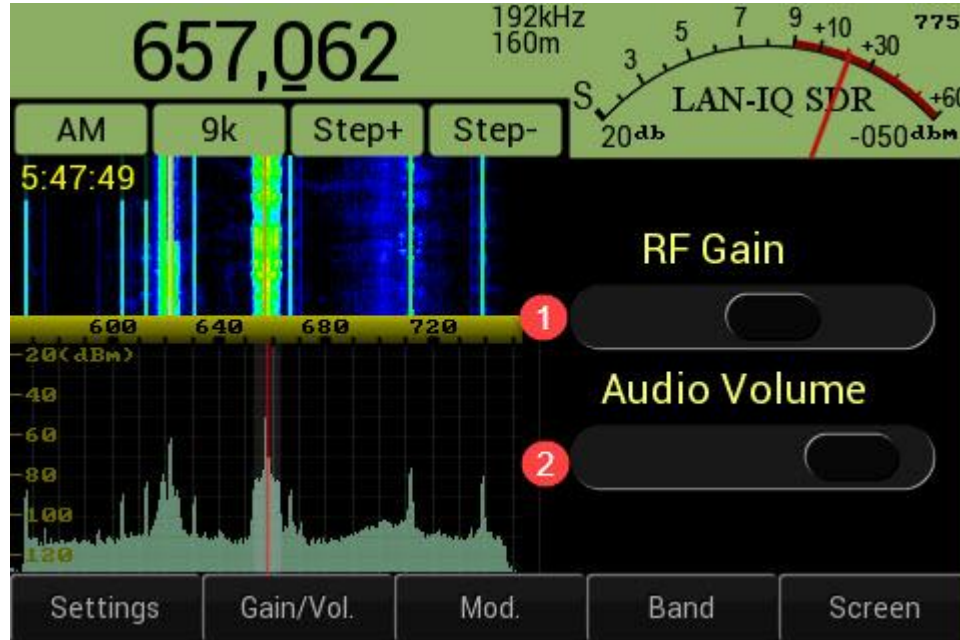 657,062
192kHz
160m
775
S 3 5 7 9 +10 +30 +60
LAN-IQ SDR
20db
-050dbm
AM
9k
Step+
Step-
5:47:49
RF Gain
1
600 640 680 720
-20(dBm)
Audio Volume
-40
-60
2
-80
-100
-120
Settings
Gain/Vol.
Mod.
Band
Screen